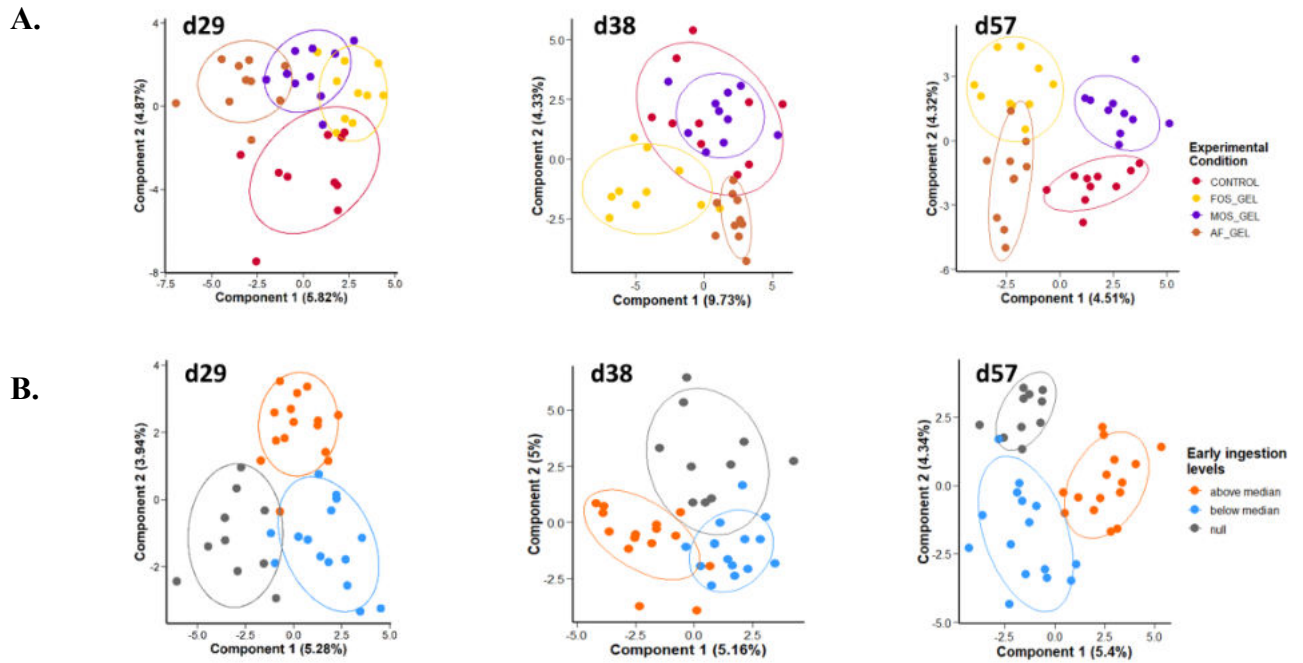 A.
d29
d38
d57
4
0
-4
-8
Component 2 (4.87%)
-7.5
-5.0
-2.5
0.0
2.5
5.0
Component 1 (5.82%)
5.0
2.5
0.0
-2.5
Component 2 (4.33%)
-5
0
5
Component 1 (9.73%)
3
0
-3
-6
Component 2 (4.32%)
-2.5
0.0
2.5
5.0
Component 1 (4.51%)
Experimental
Condition
CONTROL
FOS_GEL
MOS_GEL
AF_GEL
B.
d29
d38
d57
4
2
0
-2
Component 2 (3.94%)
-5.0
-2.5
0.0
2.5
5.0
Component 1 (5.28%)
5.0
2.5
0.0
-2.5
Component 2 (5%)
-5.0
-2.5
0.0
2.5
Component 1 (5.16%)
2.5
0.0
-2.5
-5.0
Component 2 (4.34%)
-2.5
0.0
2.5
5.0
Component 1 (5.4%)
Early ingestion
levels
above median
below median
null